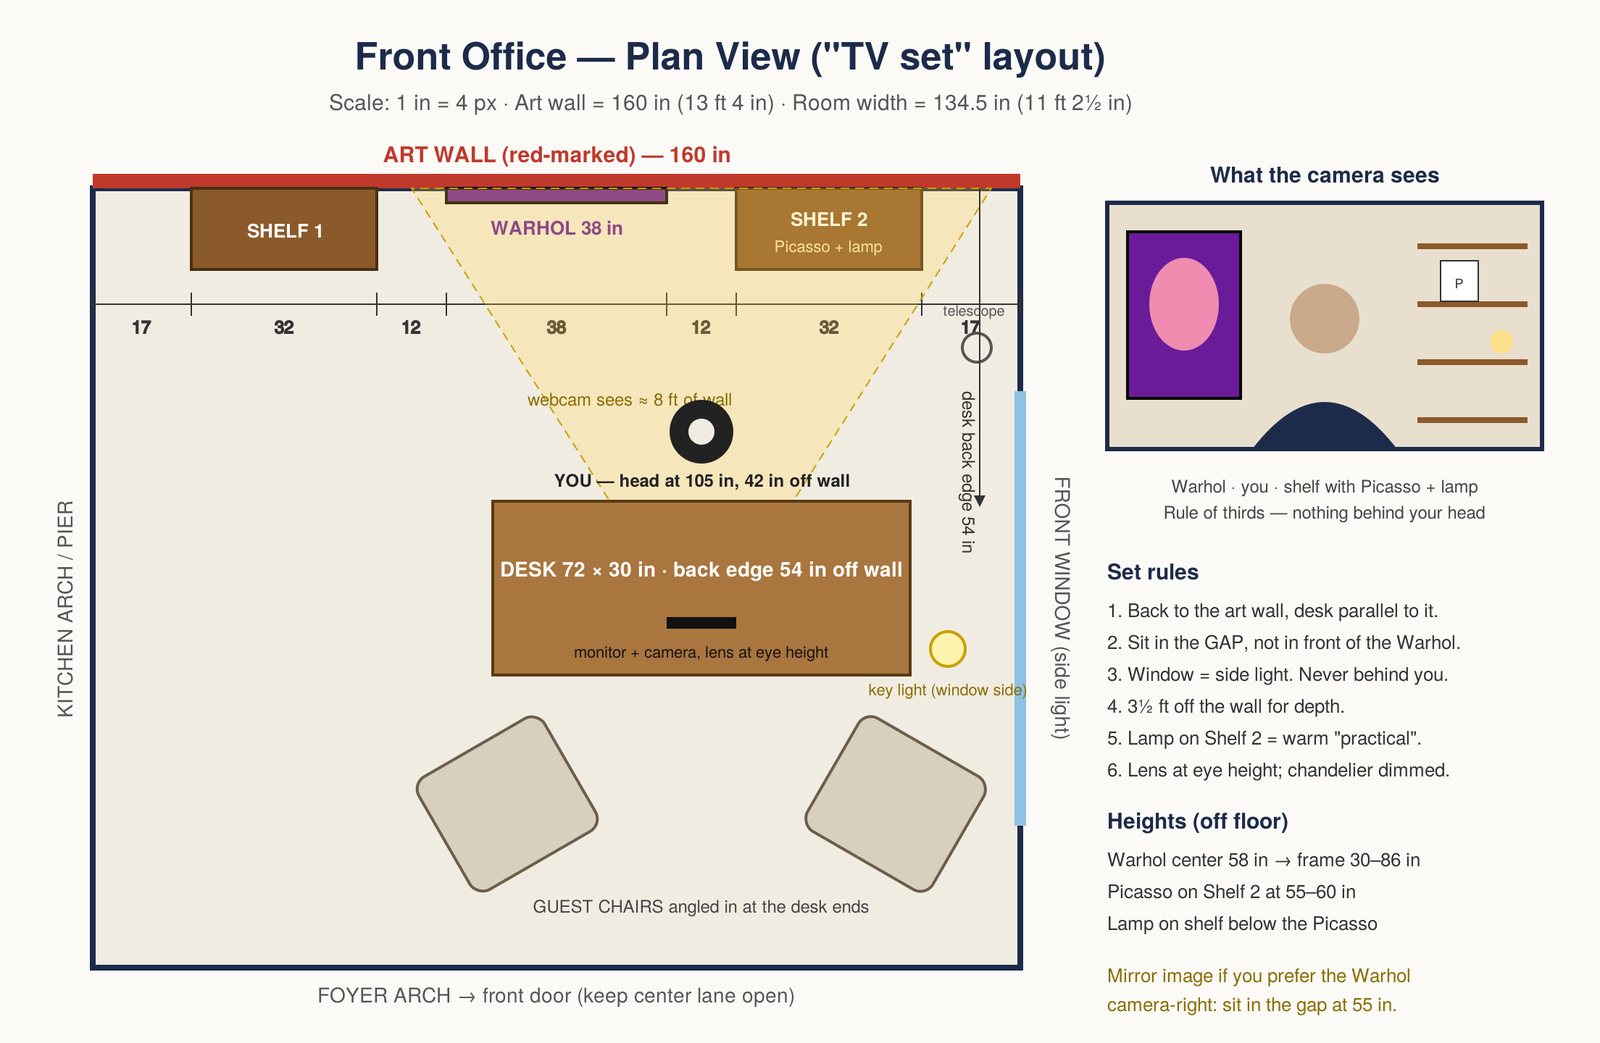 Front Office — Plan View ("TV set" layout)
Scale: 1 in = 4 px · Art wall = 160 in (13 ft 4 in) · Room width = 134.5 in (11 ft 2½ in)
ART WALL (red-marked) — 160 in
SHELF 1
WARHOL 38 in
SHELF 2
Picasso + lamp
17
32
12
38
12
32
17
telescope
webcam sees ≈ 8 ft of wall
desk back edge 54 in
YOU — head at 105 in, 42 in off wall
DESK 72 × 30 in · back edge 54 in off wall
monitor + camera, lens at eye height
key light (window side)
KITCHEN ARCH / PIER
FRONT WINDOW (side light)
GUEST CHAIRS angled in at the desk ends
FOYER ARCH → front door (keep center lane open)
What the camera sees
P
Warhol · you · shelf with Picasso + lamp
Rule of thirds — nothing behind your head
Set rules
1. Back to the art wall, desk parallel to it.
2. Sit in the GAP, not in front of the Warhol.
3. Window = side light. Never behind you.
4. 3½ ft off the wall for depth.
5. Lamp on Shelf 2 = warm "practical".
6. Lens at eye height; chandelier dimmed.
Heights (off floor)
Warhol center 58 in → frame 30–86 in
Picasso on Shelf 2 at 55–60 in
Lamp on shelf below the Picasso
Mirror image if you prefer the Warhol
camera-right: sit in the gap at 55 in.